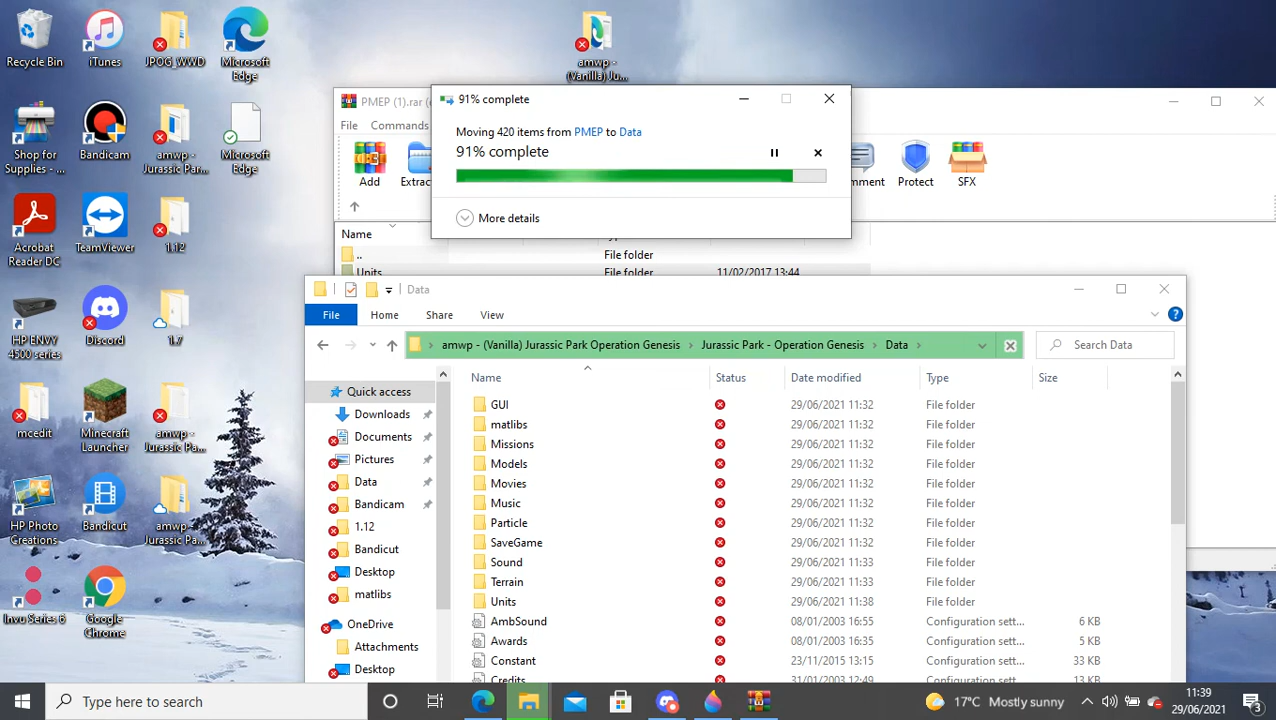 Recycle Bin
iTunes
JPOG_WWD
Microsoft
Edge
amwp -
(Vanilla) Ju...
Shop for
Supplies - ...
Bandicam
amwp -
Jurassic Par...
Microsoft
Edge
Acrobat
Reader DC
TeamViewer
1.12
HP ENVY
4500 series
Discord
1.7
mcedit
Minecraft
Launcher
amwp -
Jurassic Pa...
HP Photo
Creations
Bandicut
amwp -
Jurassic Pa...
Invu Series 6
Google
Chrome
PMEP (1).rar (e
File Commands
Add
Extrac
mment
Protect
SFX
Name
..
File folder
Units
File folder
11/02/2017 13:44
91% complete
Moving 420 items from PMEP to Data
91% complete
More details
Data
File Home Share View
amwp - (Vanilla) Jurassic Park Operation Genesis > Jurassic Park - Operation Genesis > Data >
Search Data
Name Status Date modified Type Size
Quick access
Downloads
Documents
Pictures
Data
Bandicam
1.12
Bandicut
Desktop
matlibs
OneDrive
Attachments
Desktop
GUI 29/06/2021 11:32 File folder
matlibs 29/06/2021 11:32 File folder
Missions 29/06/2021 11:32 File folder
Models 29/06/2021 11:32 File folder
Movies 29/06/2021 11:32 File folder
Music 29/06/2021 11:32 File folder
Particle 29/06/2021 11:32 File folder
SaveGame 29/06/2021 11:32 File folder
Sound 29/06/2021 11:33 File folder
Terrain 29/06/2021 11:33 File folder
Units 29/06/2021 11:38 File folder
AmbSound 08/01/2003 16:55 Configuration sett... 6 KB
Awards 08/01/2003 16:35 Configuration sett... 5 KB
Constant 23/11/2015 13:15 Configuration sett... 33 KB
Credits 31/01/2003 12:49 Configuration sett... 13 KB
Type here to search
17°C Mostly sunny
11:39
29/06/2021
3